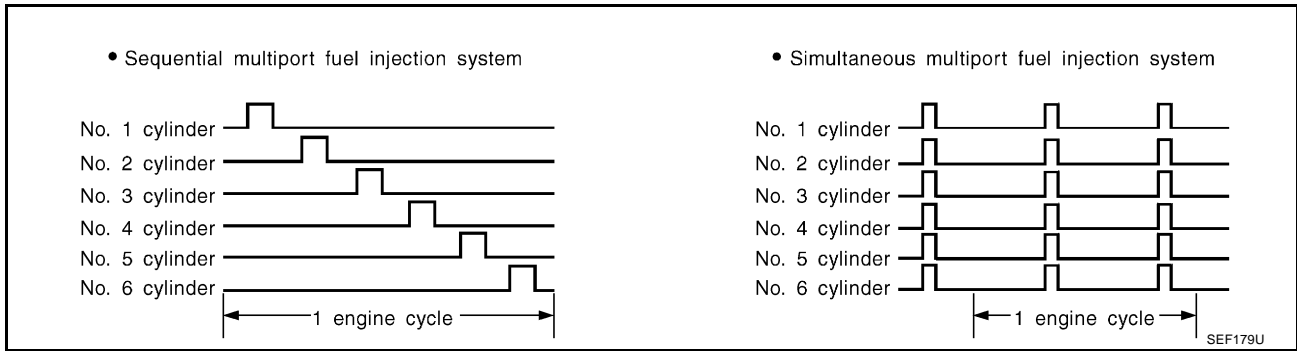 • Sequential multiport fuel injection system
No. 1 cylinder
No. 2 cylinder
No. 3 cylinder
No. 4 cylinder
No. 5 cylinder
No. 6 cylinder
1 engine cycle
• Simultaneous multiport fuel injection system
No. 1 cylinder
No. 2 cylinder
No. 3 cylinder
No. 4 cylinder
No. 5 cylinder
No. 6 cylinder
1 engine cycle
SEF179U